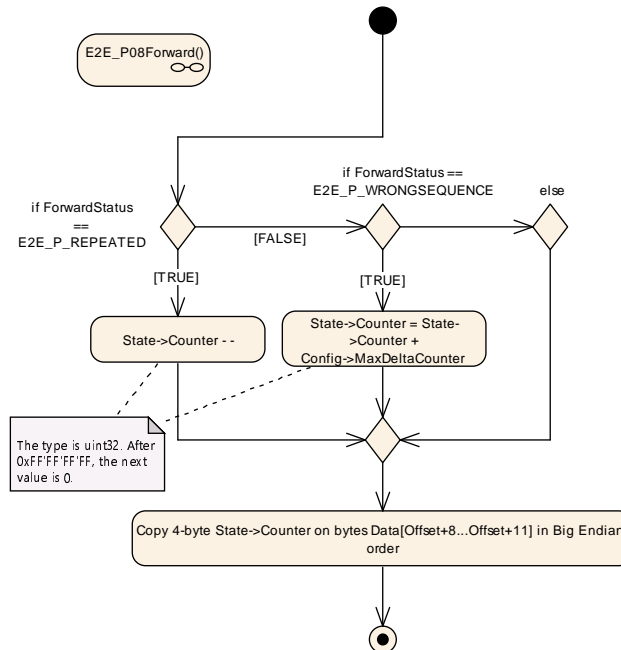 E2E_P08Forward()
if ForwardStatus
==
E2E_P_REPEATED
if ForwardStatus ==
E2E_P_WRONGSEQUENCE
else
[FALSE]
[TRUE]
[TRUE]
State->Counter - -
State->Counter = State-
>Counter +
Config->MaxDeltaCounter
The type is uint32. After
0xFF'FF'FF'FF, the next
value is 0.
Copy 4-byte State->Counter on bytes Data[Offset+8...Offset+11] in Big Endian
order